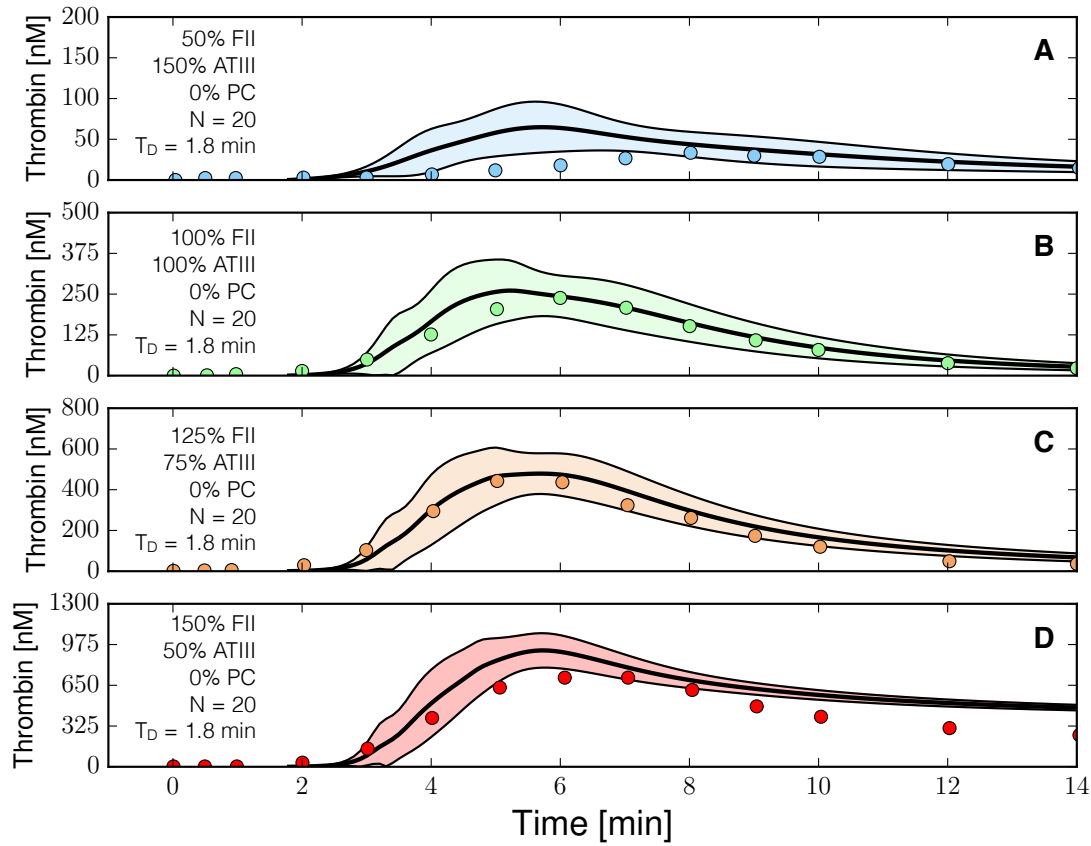 Thrombin [nM]
200
150
100
50
0
50% FII
150% ATIII
0% PC
N = 20
T_D = 1.8 min
A
Thrombin [nM]
500
375
250
125
0
100% FII
100% ATIII
0% PC
N = 20
T_D = 1.8 min
B
Thrombin [nM]
800
600
400
200
0
125% FII
75% ATIII
0% PC
N = 20
T_D = 1.8 min
C
Thrombin [nM]
1300
975
650
325
0
150% FII
50% ATIII
0% PC
N = 20
T_D = 1.8 min
D
0 2 4 6 8 10 12 14
Time [min]